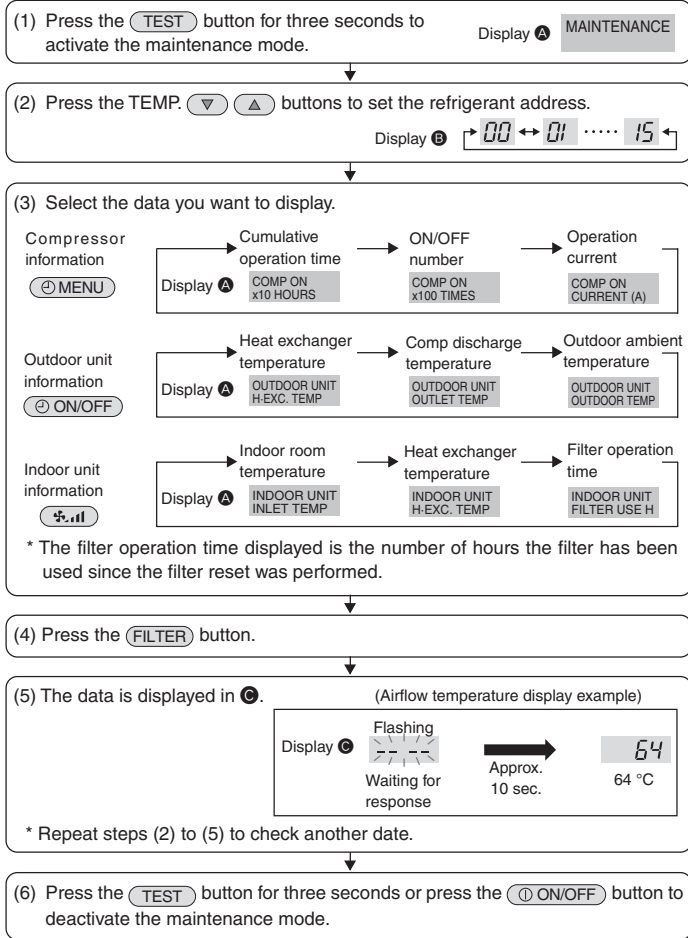 (1) Press the TEST button for three seconds to
activate the maintenance mode.
Display A MAINTENANCE
(2) Press the TEMP. ▼ ▲ buttons to set the refrigerant address.
Display B 00 ↔ 01 ····· 15
(3) Select the data you want to display.
Compressor
information
MENU
Cumulative
operation time
ON/OFF
number
Operation
current
Display A
COMP ON
x10 HOURS
COMP ON
x100 TIMES
COMP ON
CURRENT (A)
Outdoor unit
information
ON/OFF
Heat exchanger
temperature
Comp discharge
temperature
Outdoor ambient
temperature
Display A
OUTDOOR UNIT
H·EXC. TEMP
OUTDOOR UNIT
OUTLET TEMP
OUTDOOR UNIT
OUTDOOR TEMP
Indoor unit
information
Indoor room
temperature
Heat exchanger
temperature
Filter operation
time
Display A
INDOOR UNIT
INLET TEMP
INDOOR UNIT
H·EXC. TEMP
INDOOR UNIT
FILTER USE H
* The filter operation time displayed is the number of hours the filter has been
used since the filter reset was performed.
(4) Press the FILTER button.
(5) The data is displayed in C.
(Airflow temperature display example)
Display C
Flashing
-- --
Waiting for
response
Approx.
10 sec.
64
64 °C
* Repeat steps (2) to (5) to check another date.
(6) Press the TEST button for three seconds or press the ON/OFF button to
deactivate the maintenance mode.